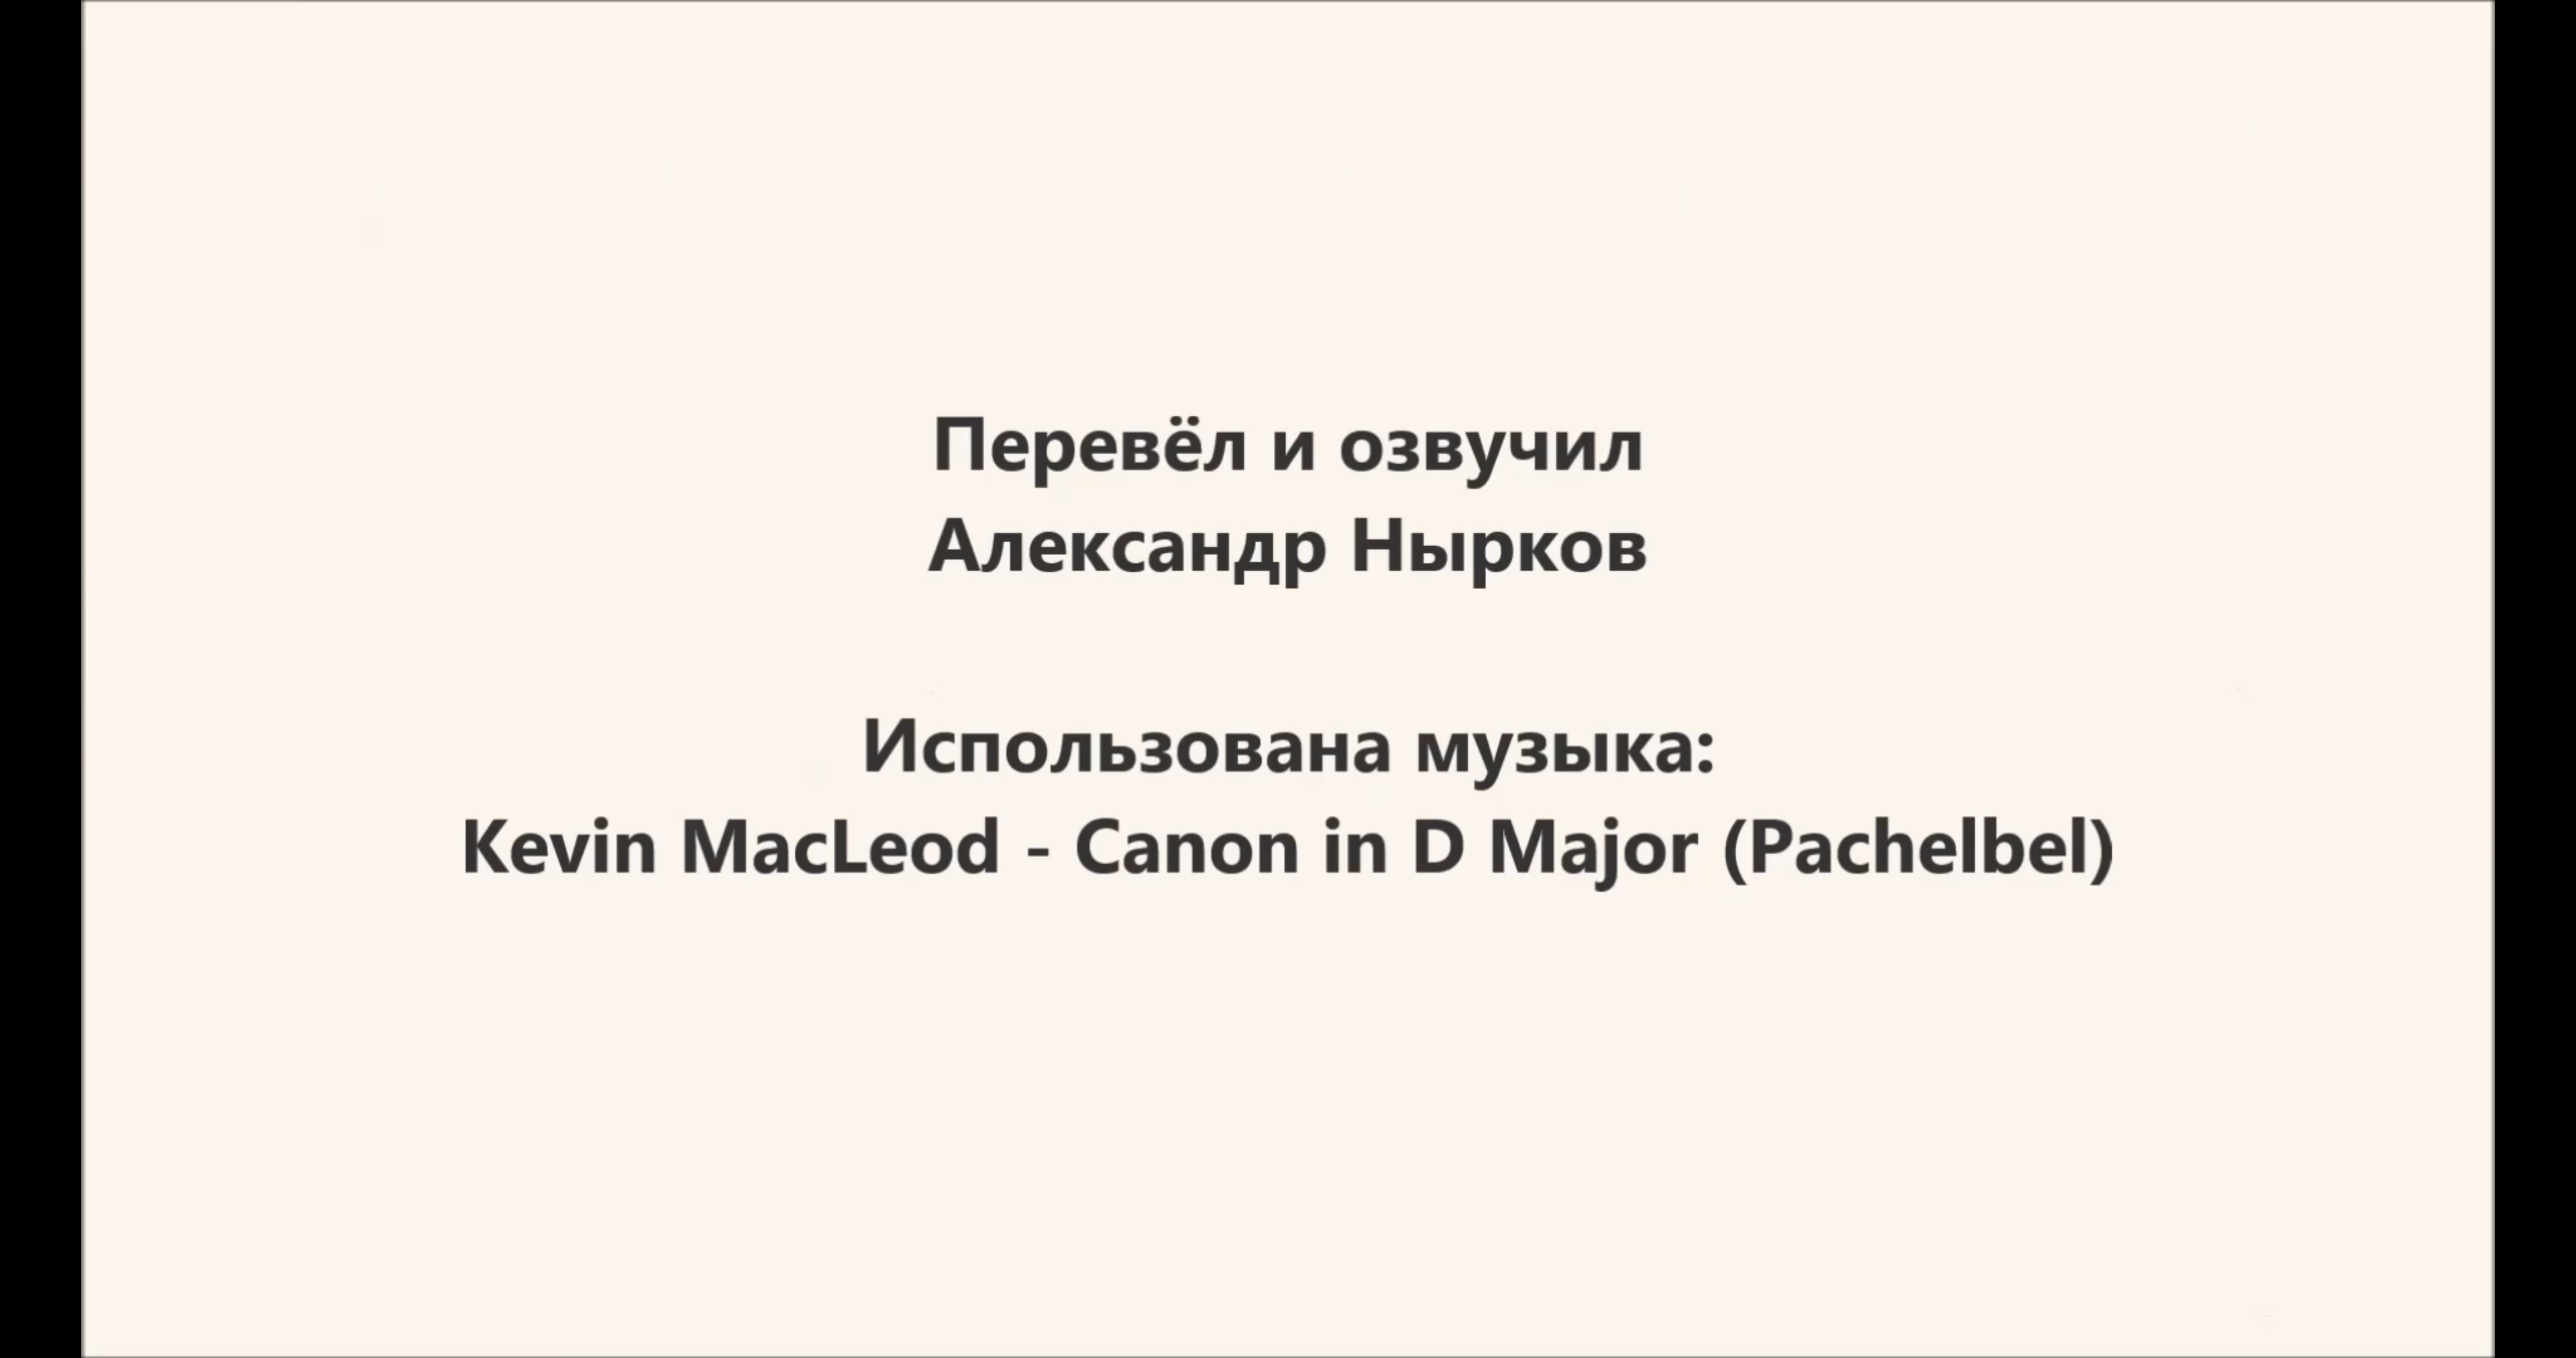 Перевёл и озвучил
Александр Нырков
Использована музыка:
Kevin MacLeod - Canon in D Major (Pachelbel)